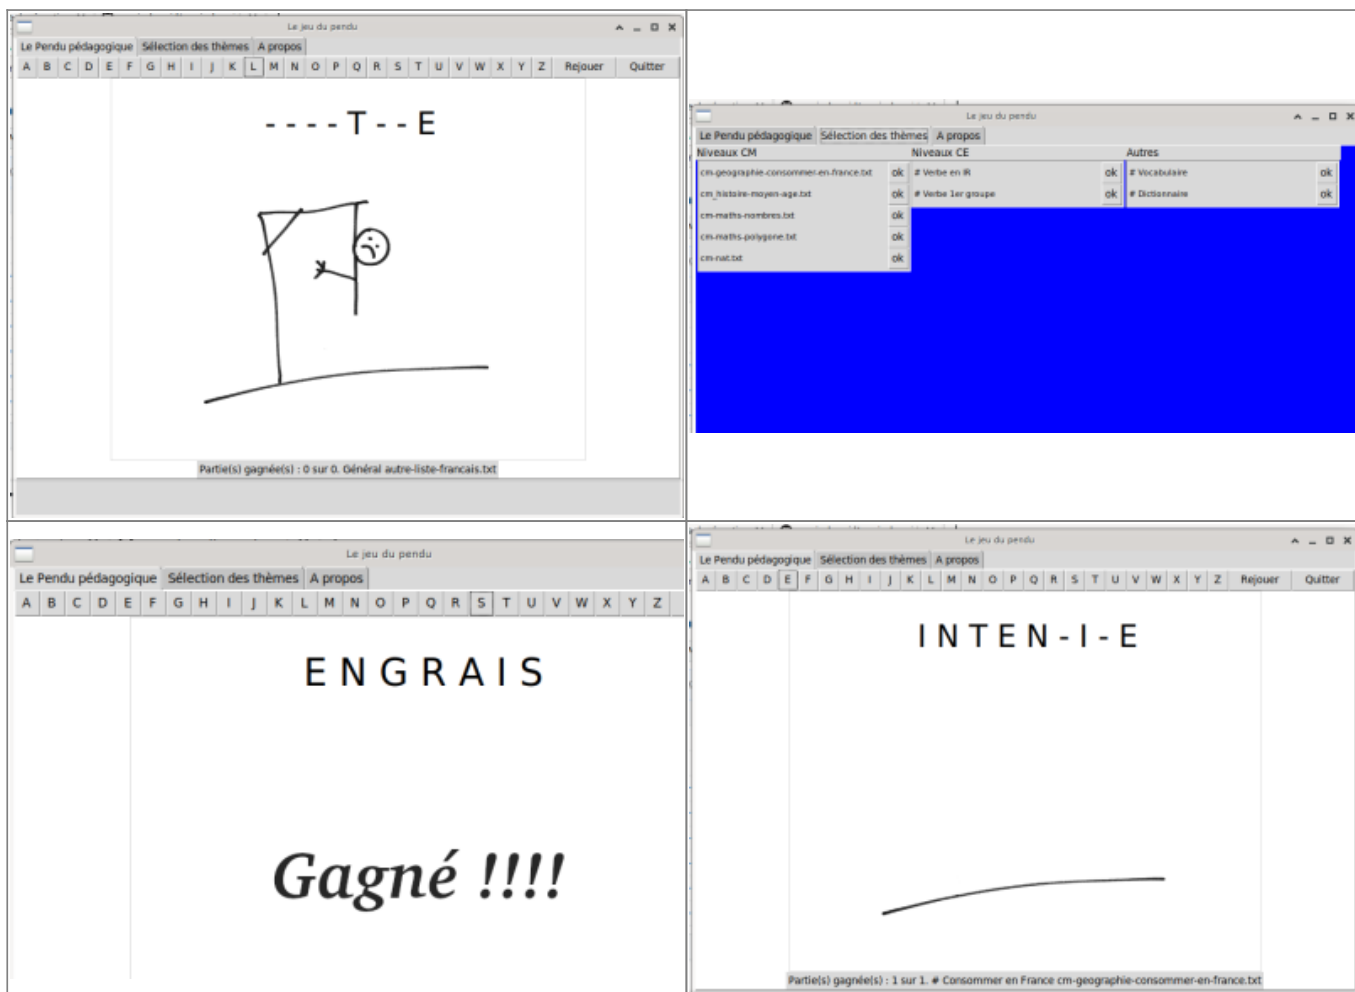 Le jeu du pendu
Le Pendu pédagogique Sélection des thèmes A propos
A B C D E F G H I J K L M N O P Q R S T U V W X Y Z Rejouer Quitter
- - - - T - - E
Partie(s) gagnée(s) : 0 sur 0. Général autre-liste-francais.txt
Le jeu du pendu
Le Pendu pédagogique Sélection des thèmes A propos
Niveaux CM Niveaux CE Autres
cm-geographie-consommer-en-france.txt ok # Verbe en IR ok # Vocabulaire ok
cm_histoire-moyen-age.txt ok # Verbe 1er groupe ok # Dictionnaire ok
cm-maths-nombres.txt ok
cm-maths-polygone.txt ok
cm-nat.txt ok
Le jeu du pendu
Le Pendu pédagogique Sélection des thèmes A propos
A B C D E F G H I J K L M N O P Q R S T U V W X Y Z
E N G R A I S
Gagné !!!!
Le jeu du pendu
Le Pendu pédagogique Sélection des thèmes A propos
A B C D E F G H I J K L M N O P Q R S T U V W X Y Z Rejouer Quitter
I N T E N - I - E
Partie(s) gagnée(s) : 1 sur 1. # Consommer en France cm-geographie-consommer-en-france.txt